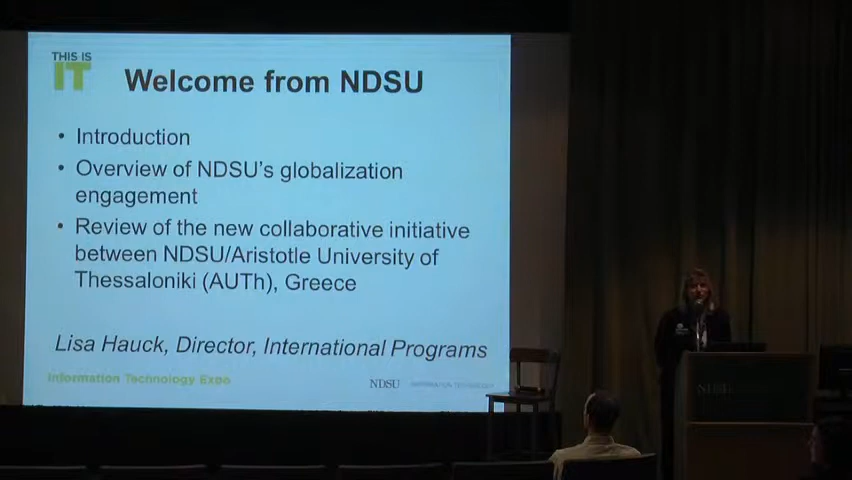 THIS IS
IT
Welcome from NDSU
• Introduction
• Overview of NDSU's globalization
engagement
• Review of the new collaborative initiative
between NDSU/Aristotle University of
Thessaloniki (AUTh), Greece
Lisa Hauck, Director, International Programs
Information Technology Expo
NDSU INFORMATION TECHNOLOGY
NDSU